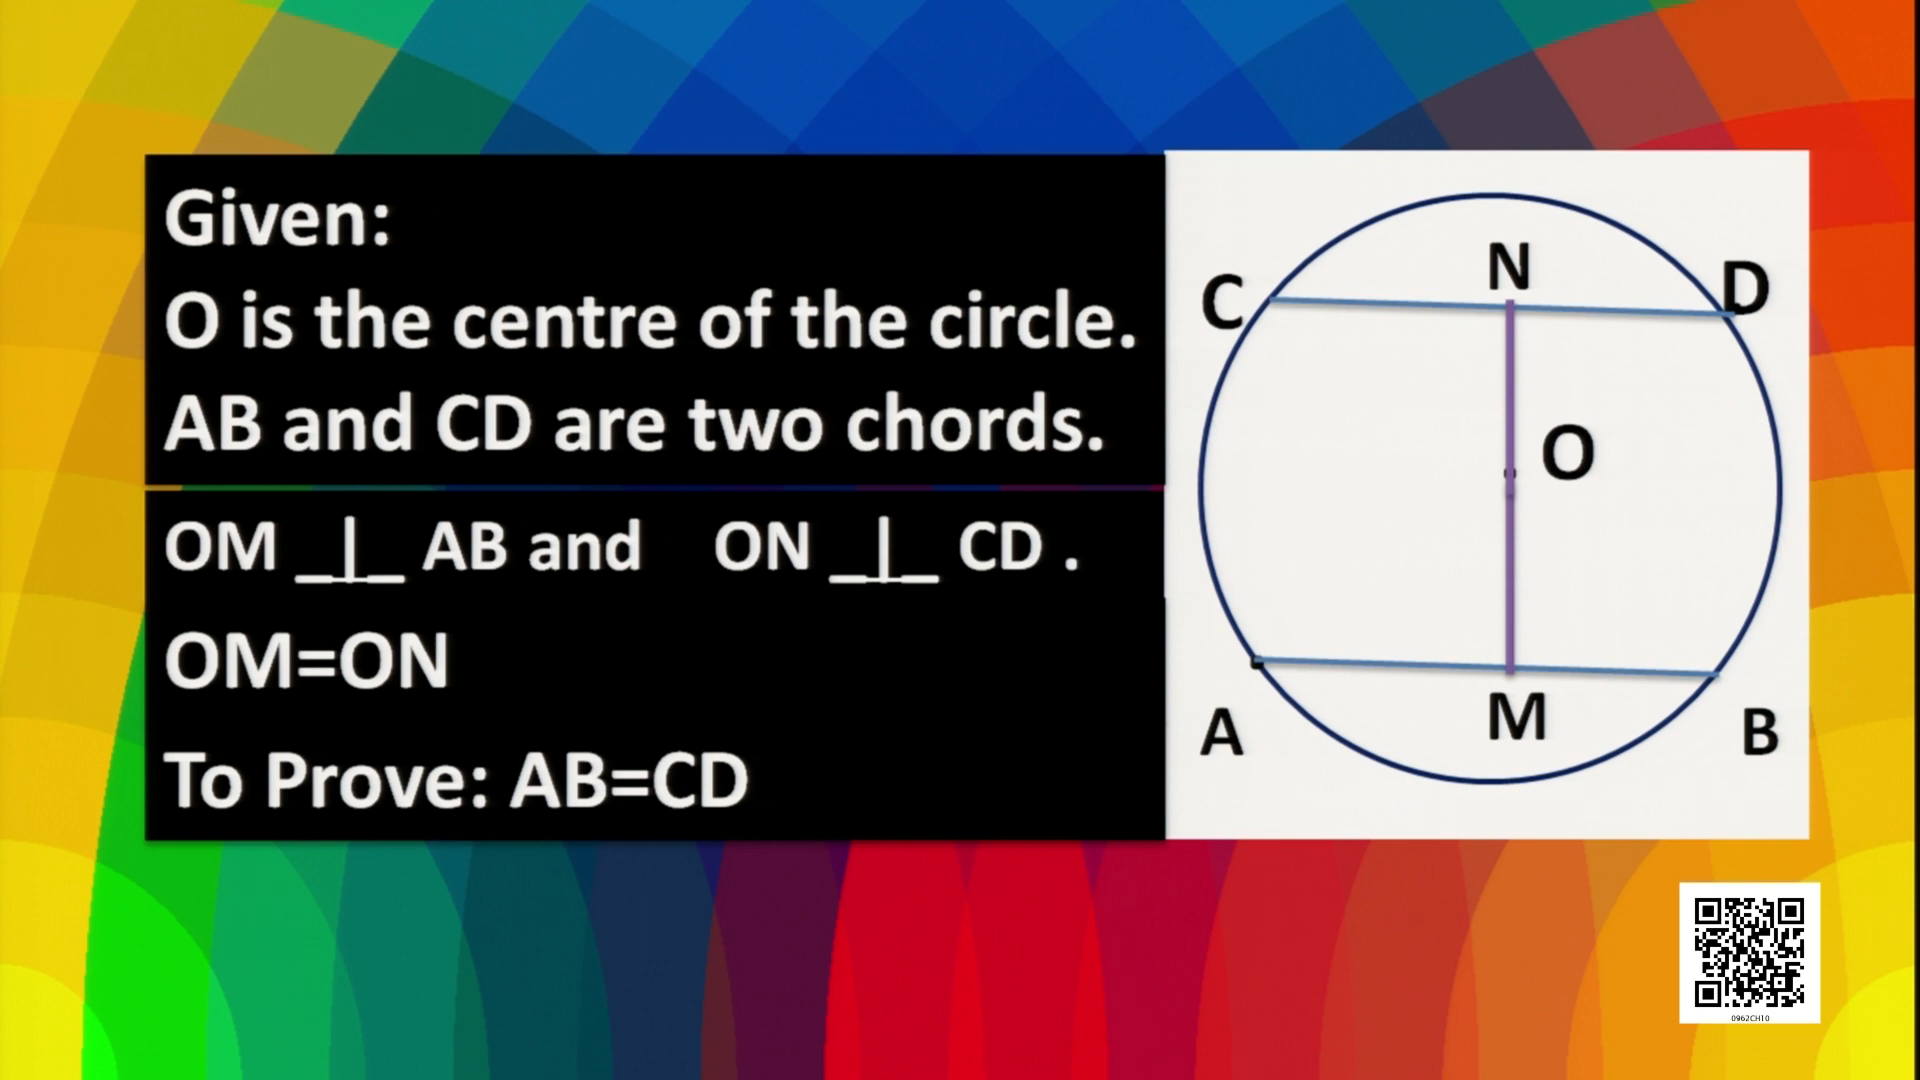 Given:
O is the centre of the circle.
AB and CD are two chords.
OM _|_ AB and ON _|_ CD .
OM=ON
To Prove: AB=CD
N
C
D
O
M
A
B
0962CH10